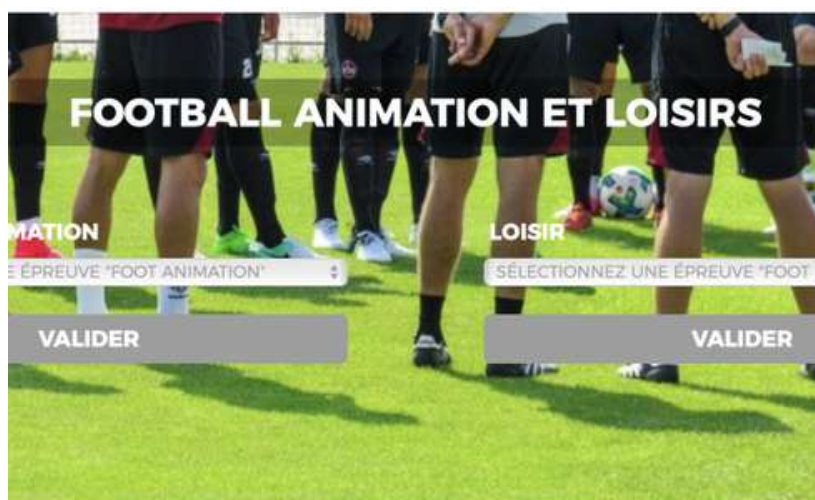 FOOTBALL ANIMATION ET LOISIRS
MATION
LOISIR
ÉPREUVE "FOOT ANIMATION"
SÉLECTIONNEZ UNE ÉPREUVE "FOOT
VALIDER
VALIDER